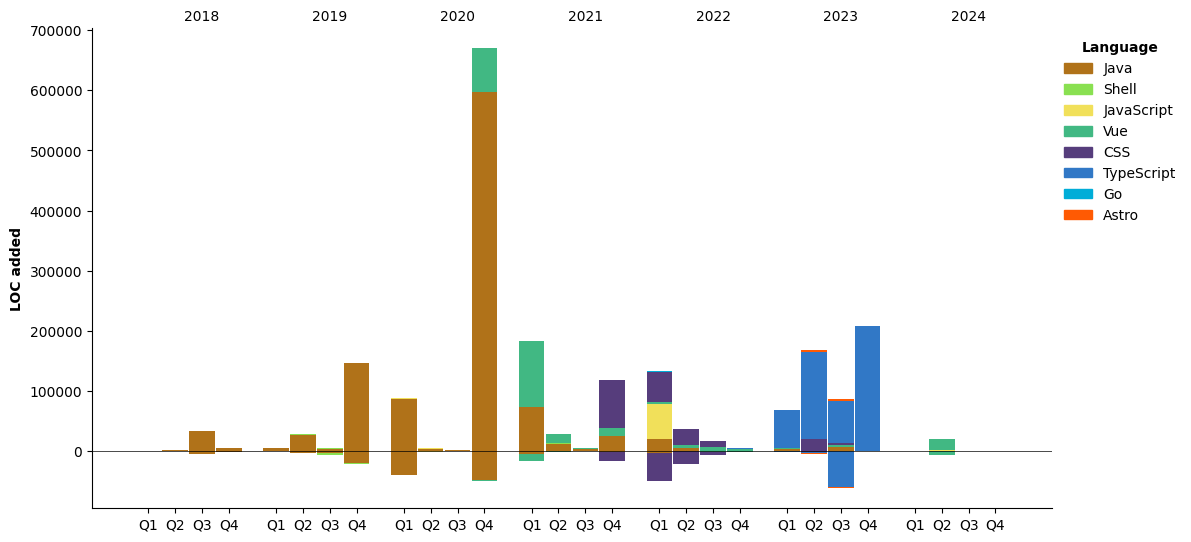 2018 2019 2020 2021 2022 2023 2024
Language
Java
Shell
JavaScript
Vue
CSS
TypeScript
Go
Astro
LOC added
700000
600000
500000
400000
300000
200000
100000
0
Q1 Q2 Q3 Q4 Q1 Q2 Q3 Q4 Q1 Q2 Q3 Q4 Q1 Q2 Q3 Q4 Q1 Q2 Q3 Q4 Q1 Q2 Q3 Q4 Q1 Q2 Q3 Q4